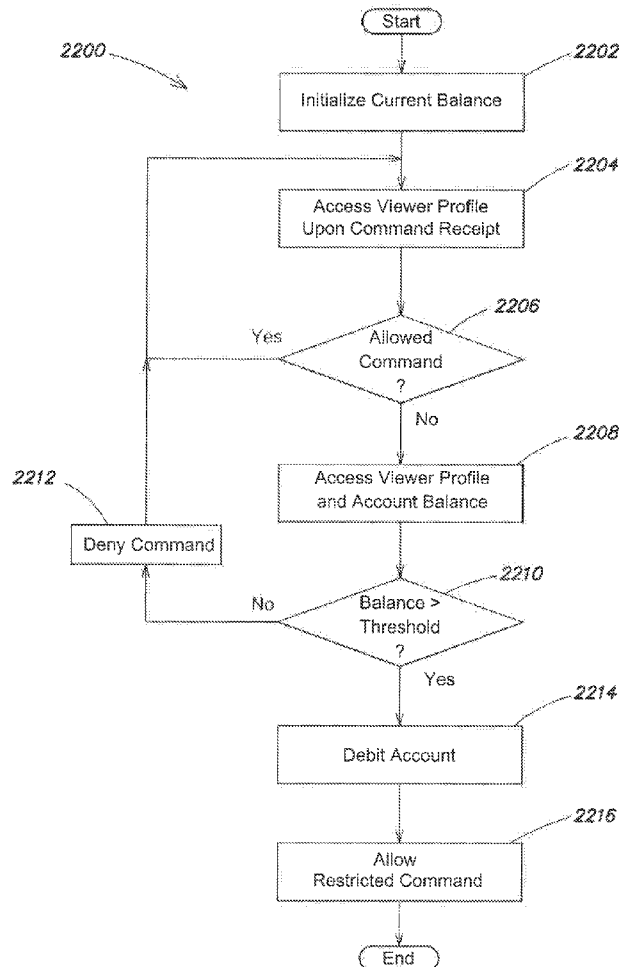 Start
2200
2202
Initialize Current Balance
2204
Access Viewer Profile
Upon Command Receipt
2206
Yes
Allowed
Command
?
No
2208
Access Viewer Profile
and Account Balance
2212
Deny Command
2210
No
Balance >
Threshold
?
Yes
2214
Debit Account
2216
Allow
Restricted Command
End